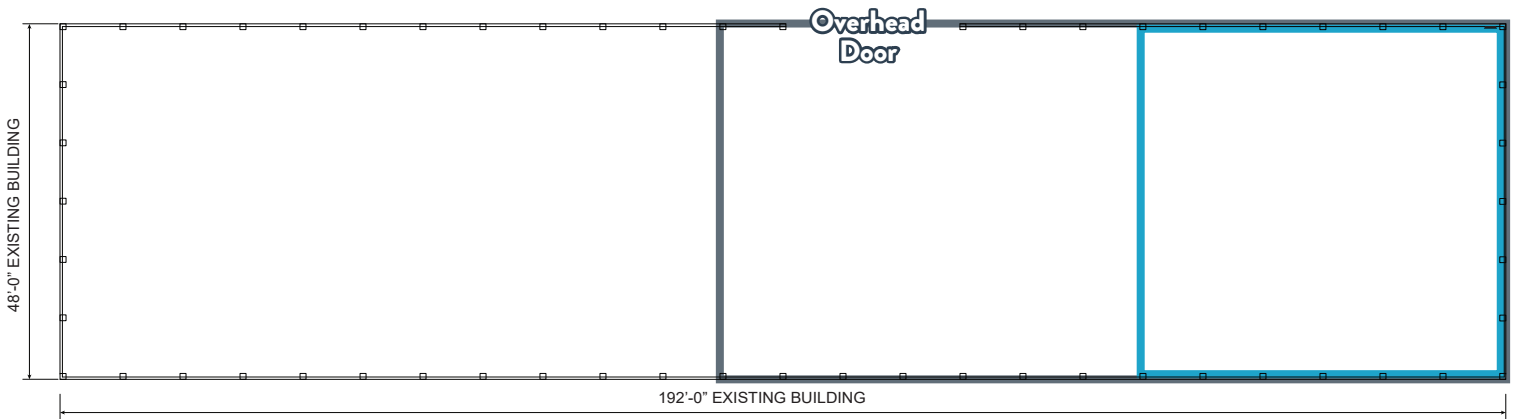 Overhead
Door
48'-0” EXISTING BUILDING
192'-0” EXISTING BUILDING